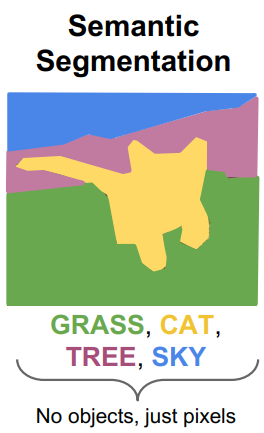 Semantic
Segmentation
GRASS, CAT,
TREE, SKY
No objects, just pixels